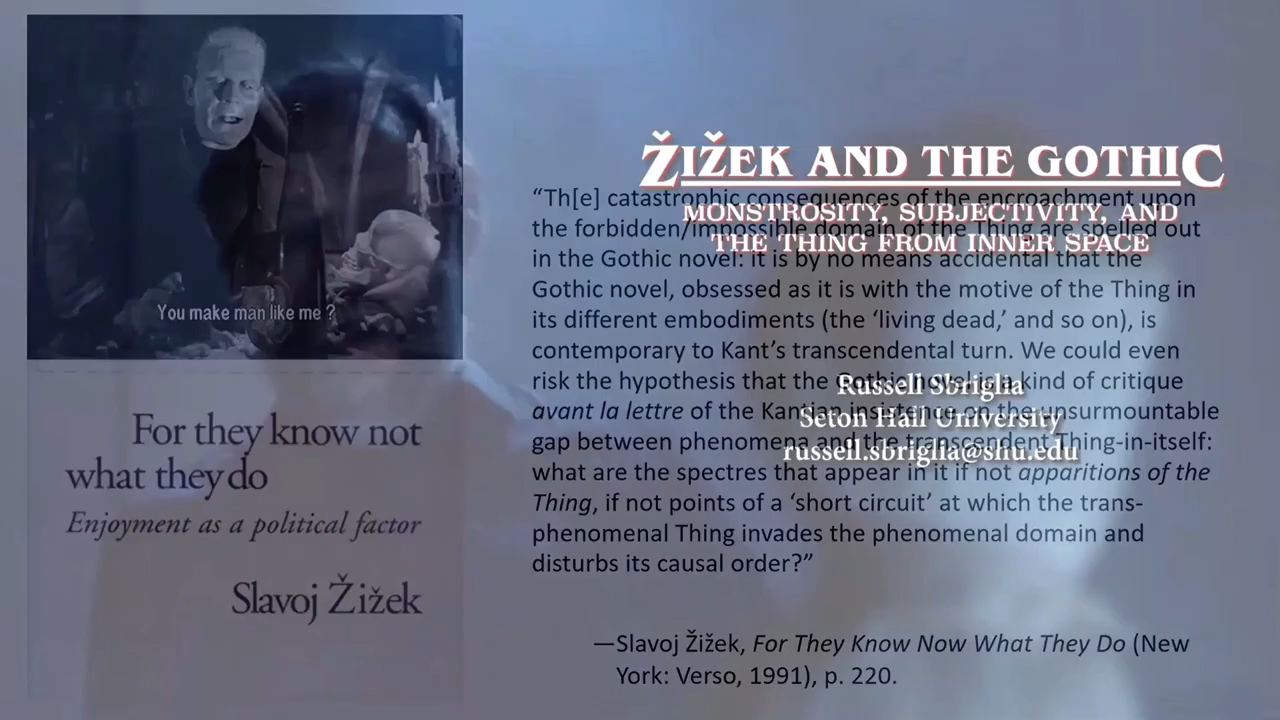 You make man like me ?
For they know not
what they do
Enjoyment as a political factor
Slavoj Žižek
ŽIŽEK AND THE GOTHIC
MONSTROSITY, SUBJECTIVITY, AND
THE THING FROM INNER SPACE
Russell Sbriglia
Seton Hall University
russell.sbriglia@shu.edu
“Th[e] catastrophic consequences of the encroachment upon
the forbidden/impossible domain of the Thing are spelled out
in the Gothic novel: it is by no means accidental that the
Gothic novel, obsessed as it is with the motive of the Thing in
its different embodiments (the ‘living dead,’ and so on), is
contemporary to Kant’s transcendental turn. We could even
risk the hypothesis that the Gothic novel is a kind of critique
avant la lettre of the Kantian insistence on the unsurmountable
gap between phenomena and the transcendent Thing-in-itself:
what are the spectres that appear in it if not apparitions of the
Thing, if not points of a ‘short circuit’ at which the trans-
phenomenal Thing invades the phenomenal domain and
disturbs its causal order?”
—Slavoj Žižek, For They Know Now What They Do (New
York: Verso, 1991), p. 220.